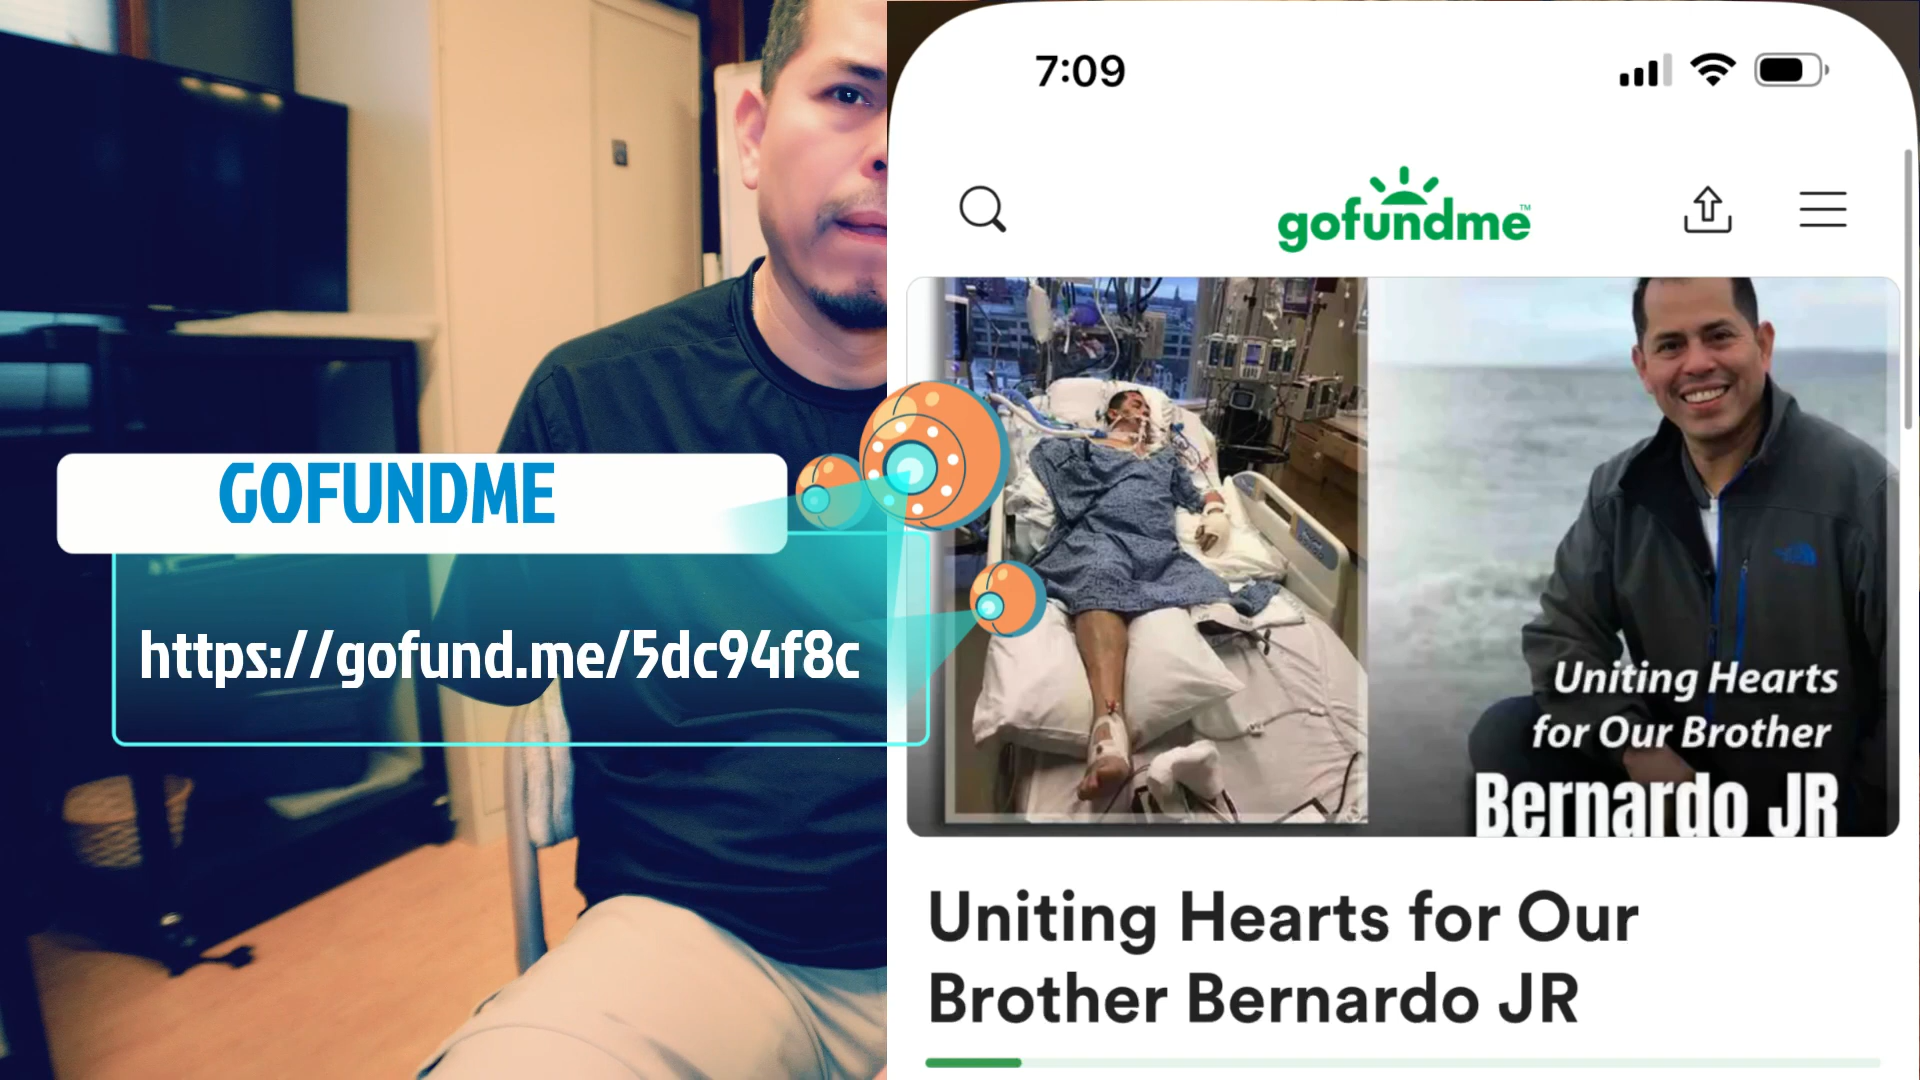 GOFUNDME
https://gofund.me/5dc94f8c
7:09
gofundme™
Uniting Hearts
for Our Brother
Bernardo JR
Uniting Hearts for Our
Brother Bernardo JR